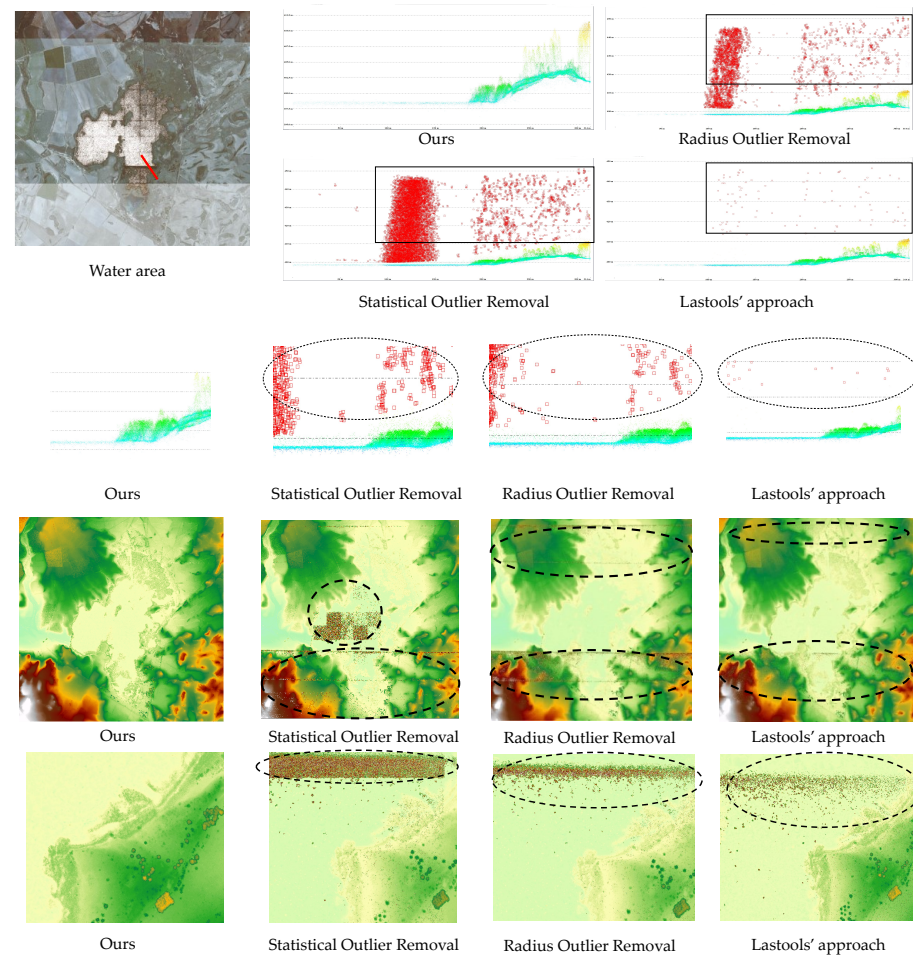 Ours
Radius Outlier Removal
Water area
Statistical Outlier Removal
Lastools' approach
Ours
Statistical Outlier Removal
Radius Outlier Removal
Lastools' approach
Ours
Statistical Outlier Removal
Radius Outlier Removal
Lastools' approach
Ours
Statistical Outlier Removal
Radius Outlier Removal
Lastools' approach